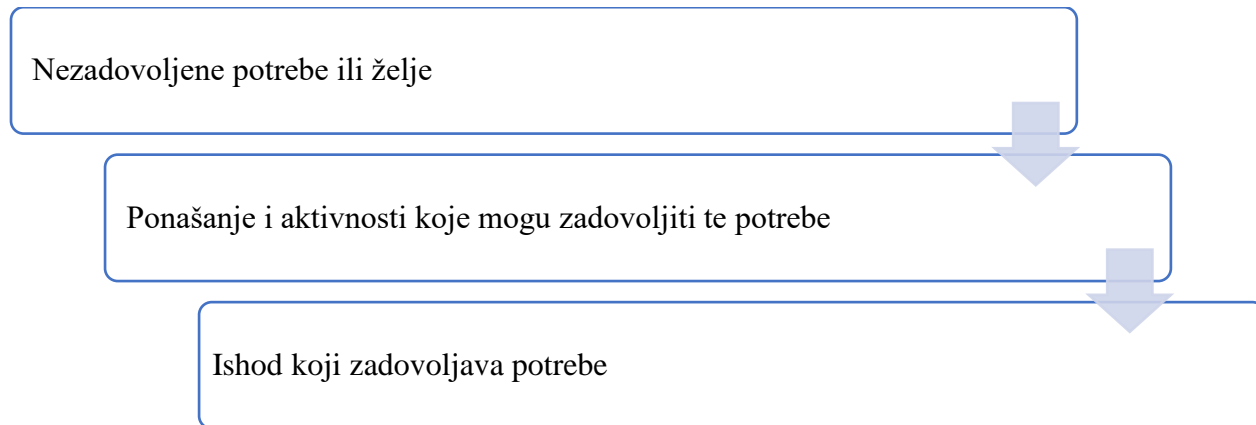 Nezadovoljene potrebe ili želje
Ponašanje i aktivnosti koje mogu zadovoljiti te potrebe
Ishod koji zadovoljava potrebe